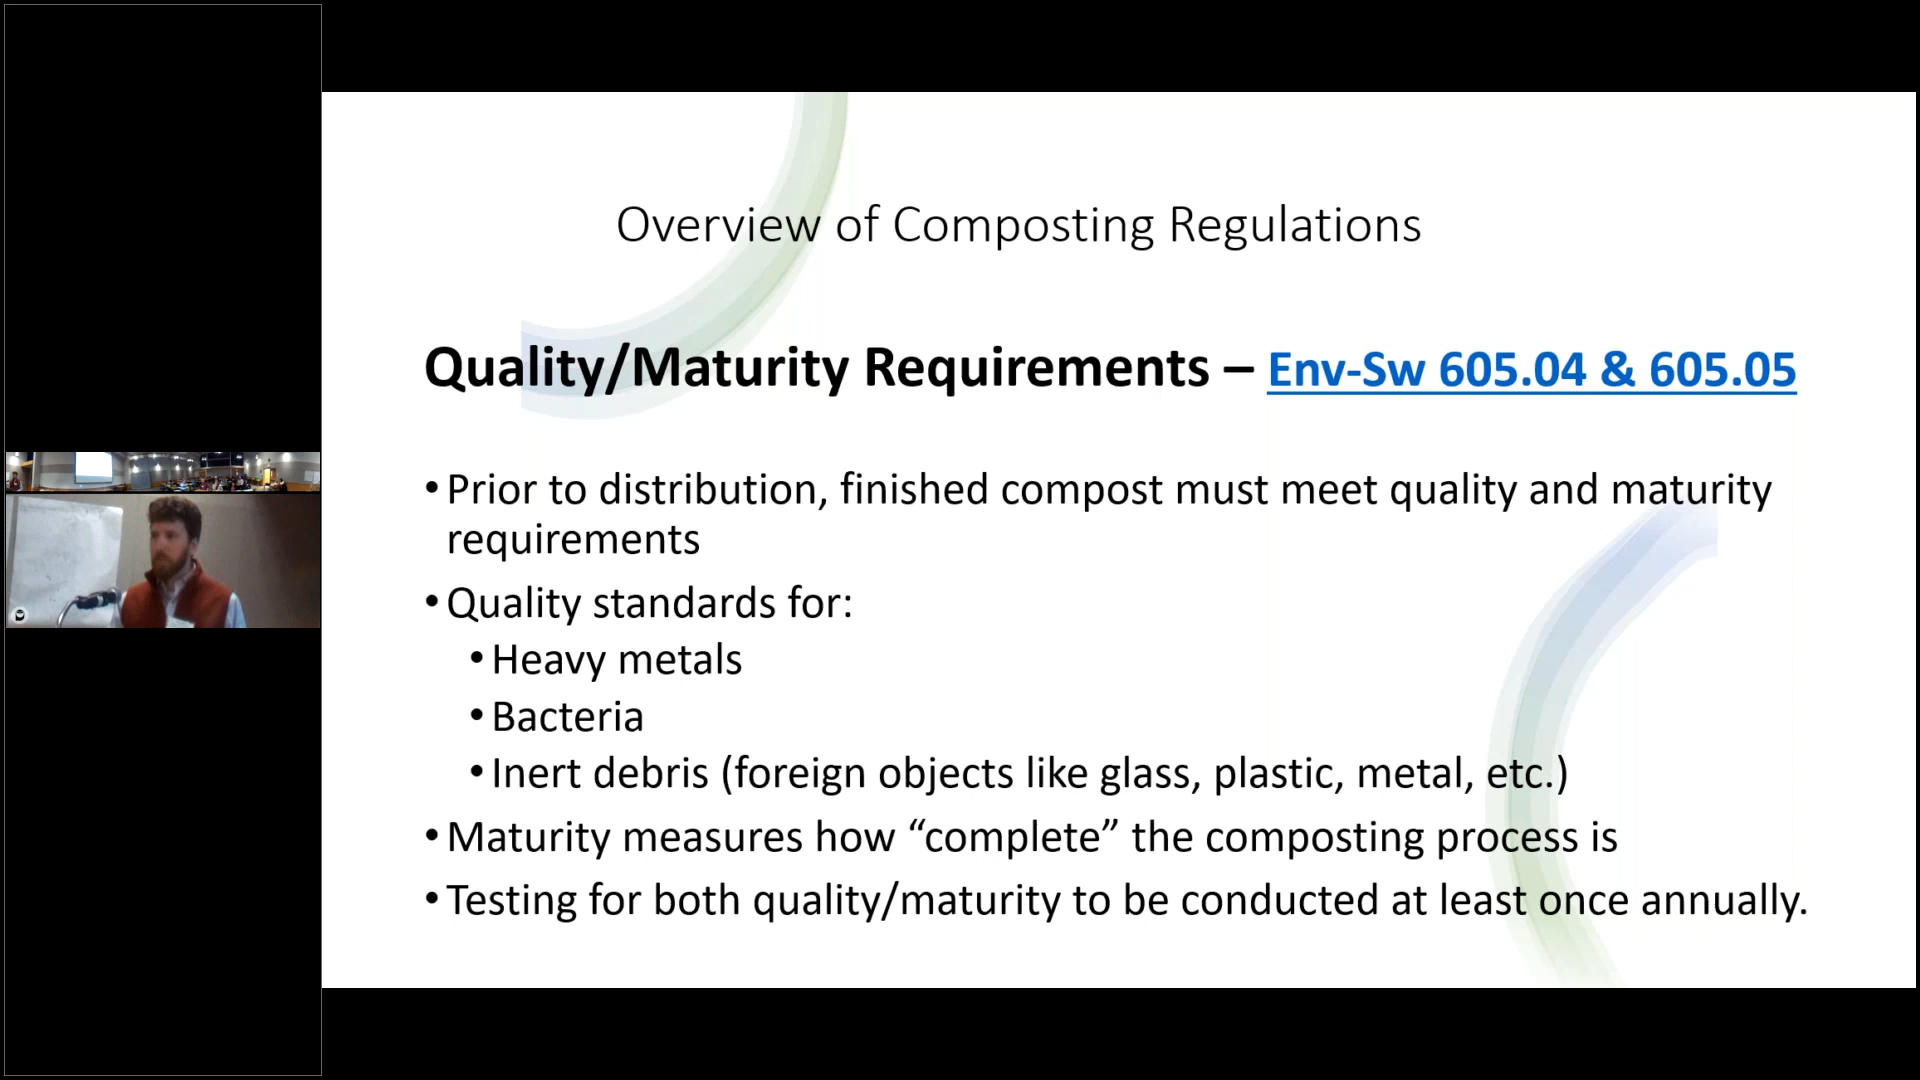 Overview of Composting Regulations
Quality/Maturity Requirements – Env-Sw 605.04 & 605.05
•Prior to distribution, finished compost must meet quality and maturity
requirements
•Quality standards for:
•Heavy metals
•Bacteria
•Inert debris (foreign objects like glass, plastic, metal, etc.)
•Maturity measures how “complete” the composting process is
•Testing for both quality/maturity to be conducted at least once annually.